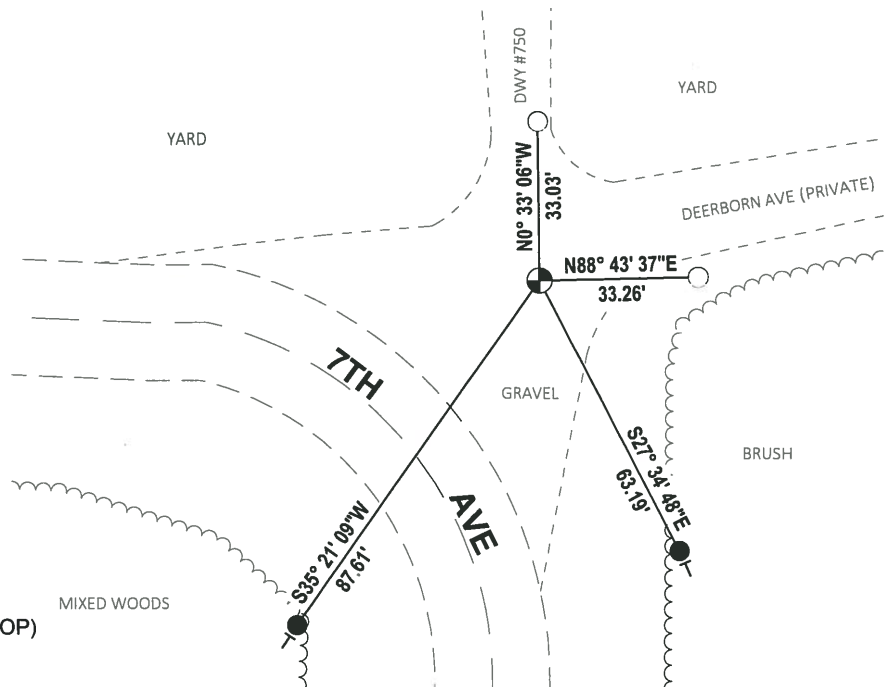 DWY #750
YARD
YARD
N0° 33' 06"W
33.03'
DEERBORN AVE (PRIVATE)
N88° 43' 37"E
33.26'
7TH
AVE
GRAVEL
S27° 34' 48"E
63.19'
BRUSH
S35° 21' 09"W
87.61'
MIXED WOODS
OP)